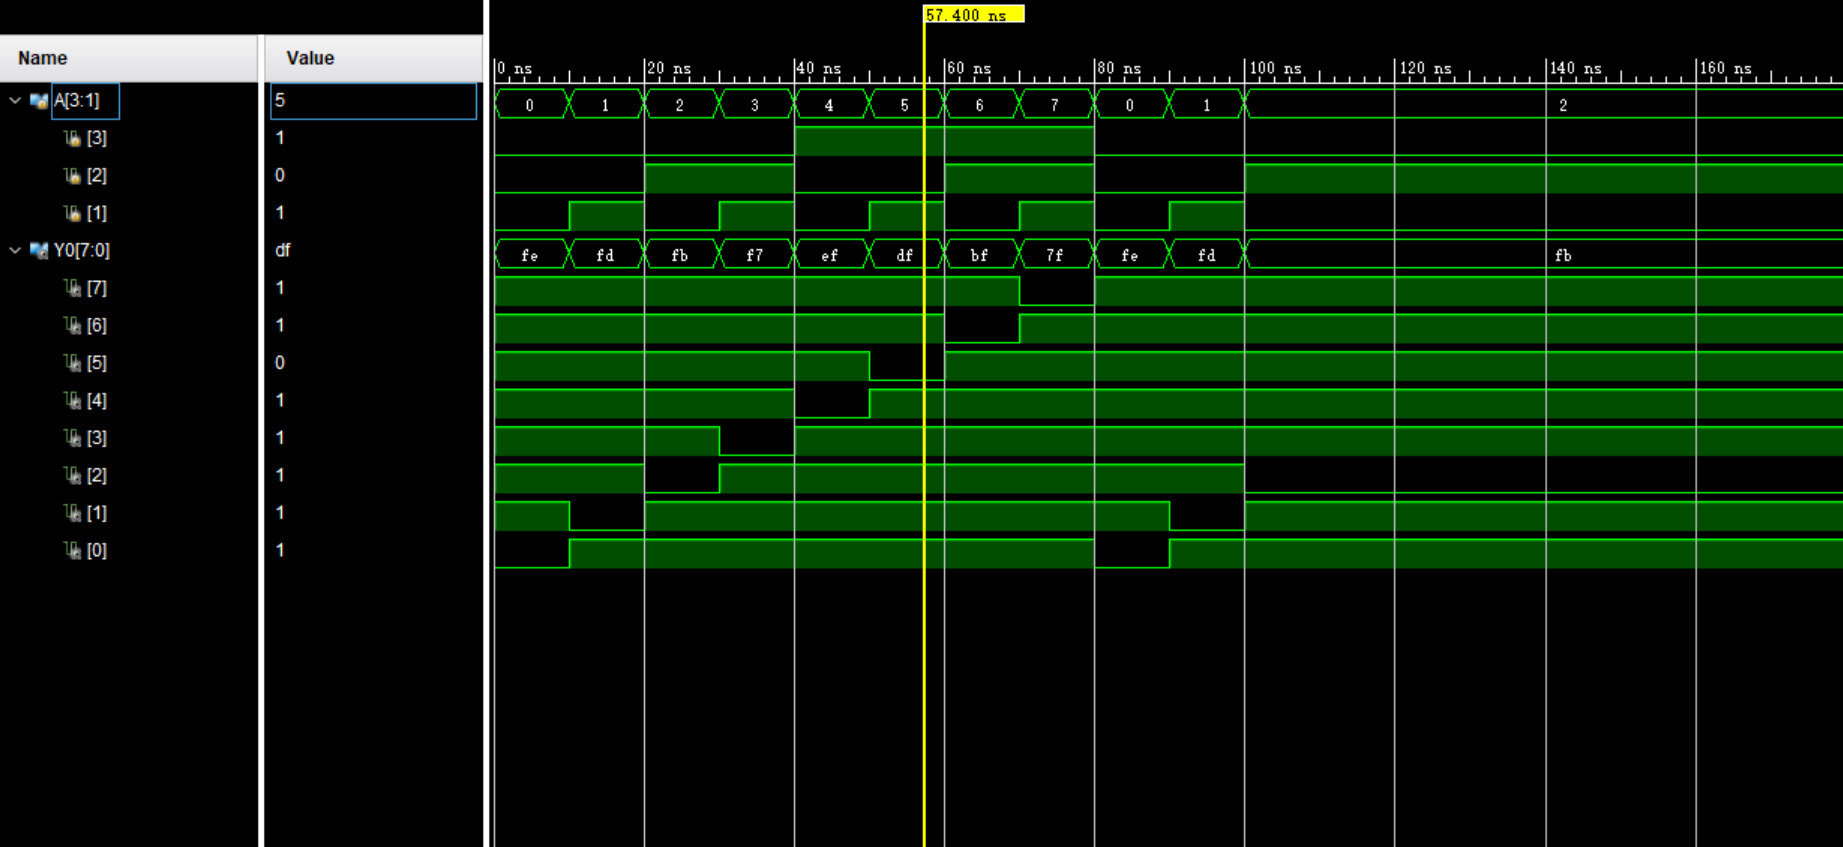 57.400 ns
Name Value
0 ns 20 ns 40 ns 60 ns 80 ns 100 ns 120 ns 140 ns 160 ns
A[3:1] 5 0 1 2 3 4 5 6 7 0 1 2
[3] 1
[2] 0
[1] 1
Y0[7:0] df fe fd fb f7 ef df bf 7f fe fd fb
[7] 1
[6] 1
[5] 0
[4] 1
[3] 1
[2] 1
[1] 1
[0] 1